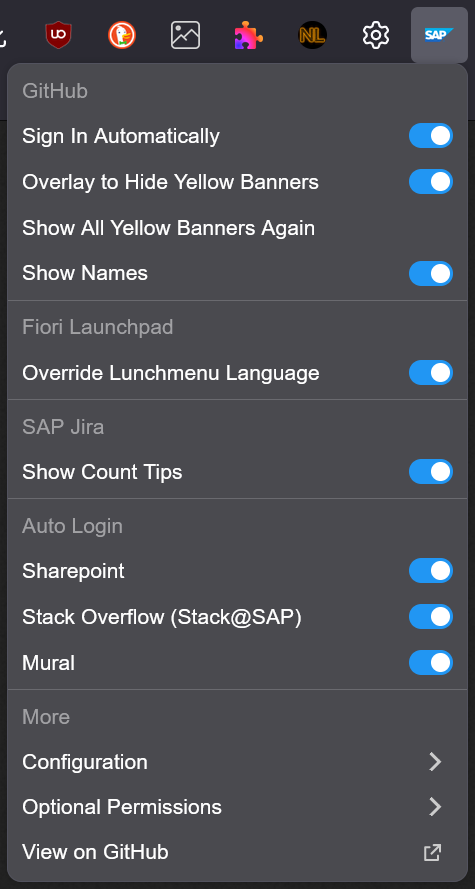 uO
NL
SAP
GitHub
Sign In Automatically
Overlay to Hide Yellow Banners
Show All Yellow Banners Again
Show Names
Fiori Launchpad
Override Lunchmenu Language
SAP Jira
Show Count Tips
Auto Login
Sharepoint
Stack Overflow (Stack@SAP)
Mural
More
Configuration
Optional Permissions
View on GitHub